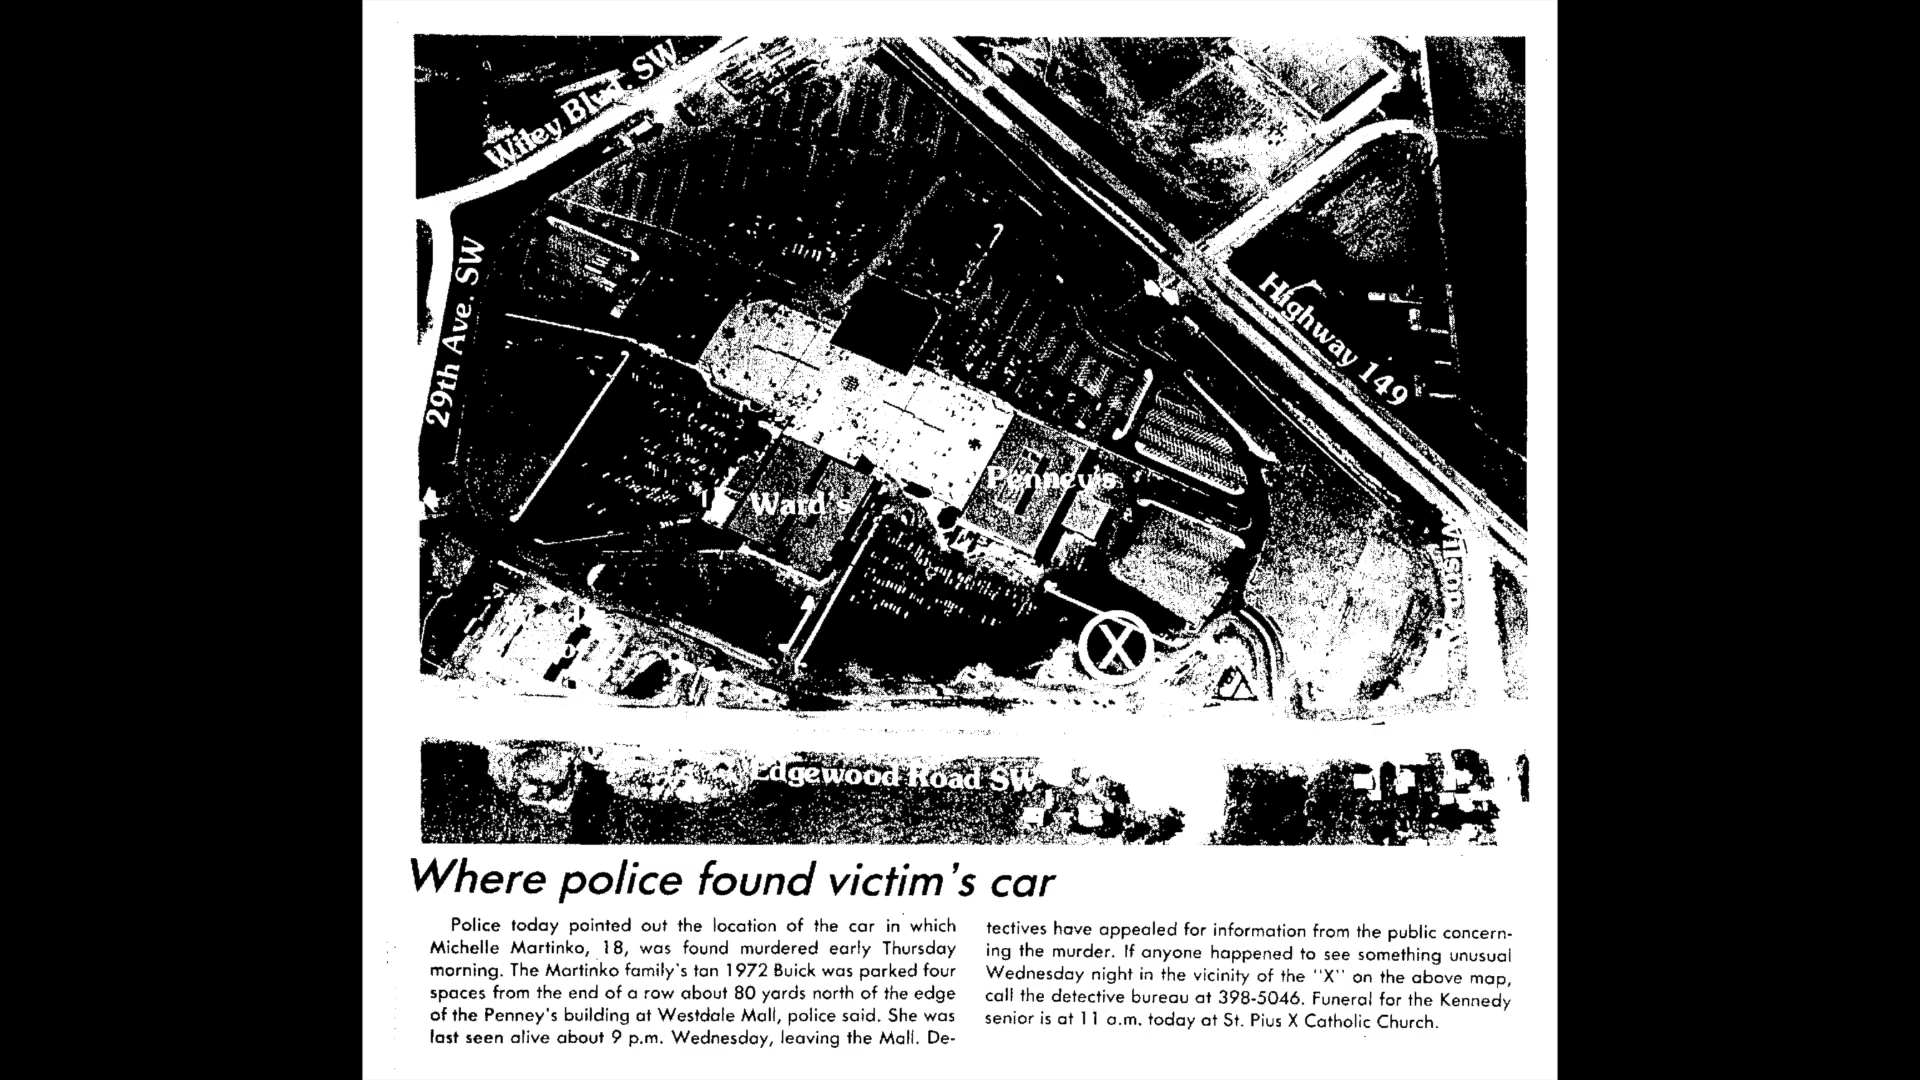 Wiley Blvd. SW
29th Ave. SW
Highway 149
Penney's
Ward's
X
Edgewood Road SW
Where police found victim's car
Police today pointed out the location of the car in which
Michelle Martinko, 18, was found murdered early Thursday
morning. The Martinko family's tan 1972 Buick was parked four
spaces from the end of a row about 80 yards north of the edge
of the Penney's building at Westdale Mall, police said. She was
last seen alive about 9 p.m. Wednesday, leaving the Mall. De-
tectives have appealed for information from the public concern-
ing the murder. If anyone happened to see something unusual
Wednesday night in the vicinity of the "X" on the above map,
call the detective bureau at 398-5046. Funeral for the Kennedy
senior is at 11 a.m. today at St. Pius X Catholic Church.